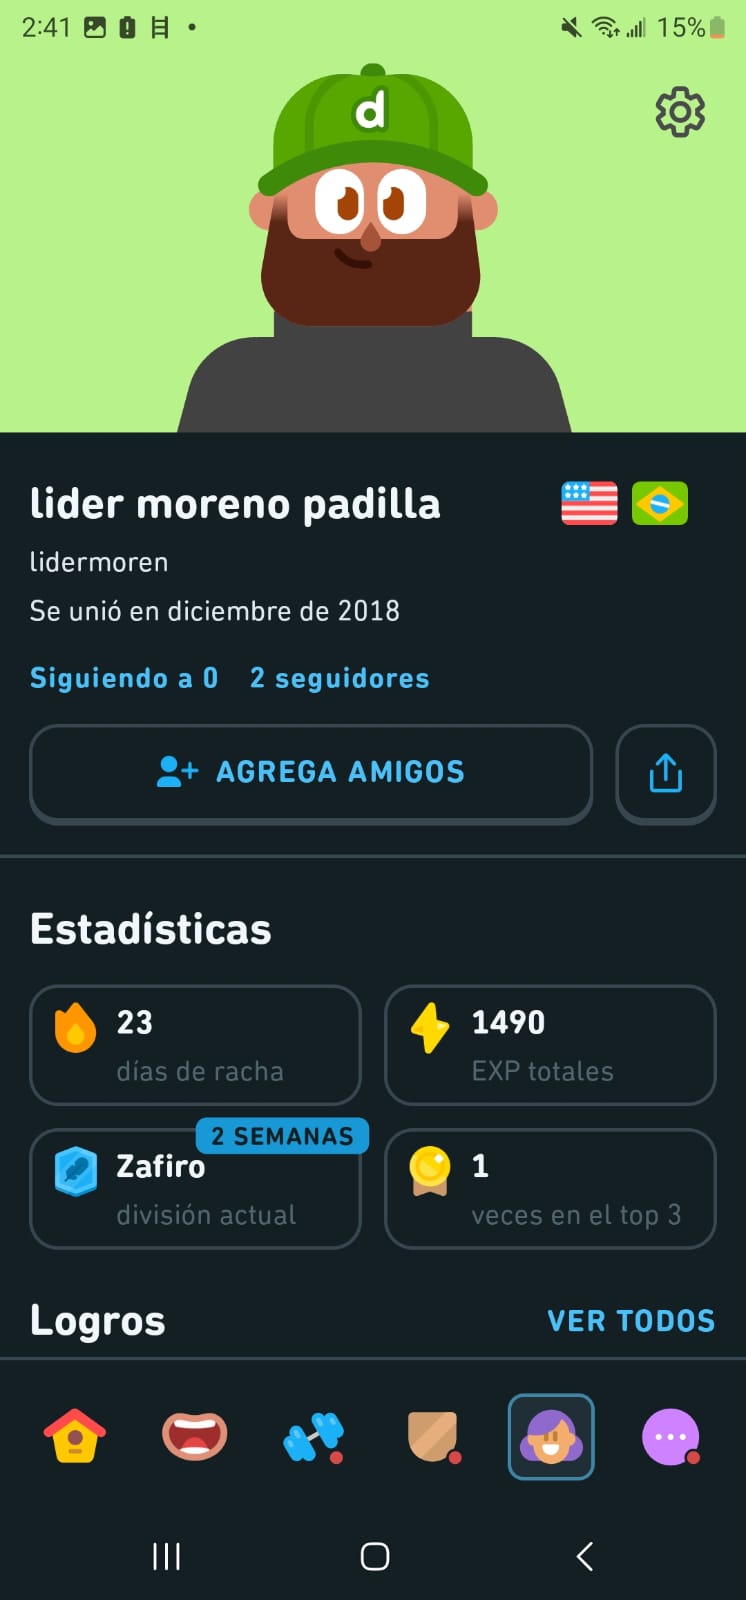 2:41
15%
d
lider moreno padilla
lidermoren
Se unió en diciembre de 2018
Siguiendo a 0 2 seguidores
AGREGA AMIGOS
Estadísticas
23
días de racha
1490
EXP totales
2 SEMANAS
Zafiro
división actual
1
veces en el top 3
Logros
VER TODOS